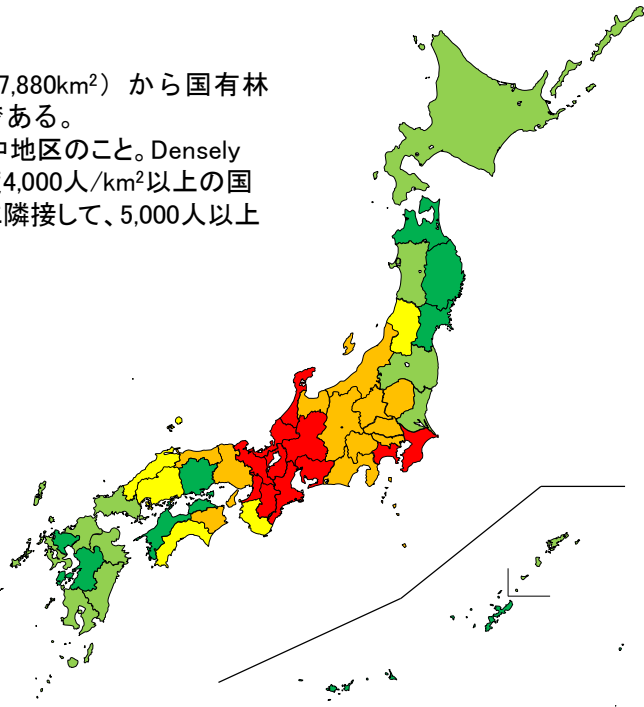 7,880km²）から国有林
である。
中地区のこと。Densely
4,000人/km²以上の国
隣接して、5,000人以上